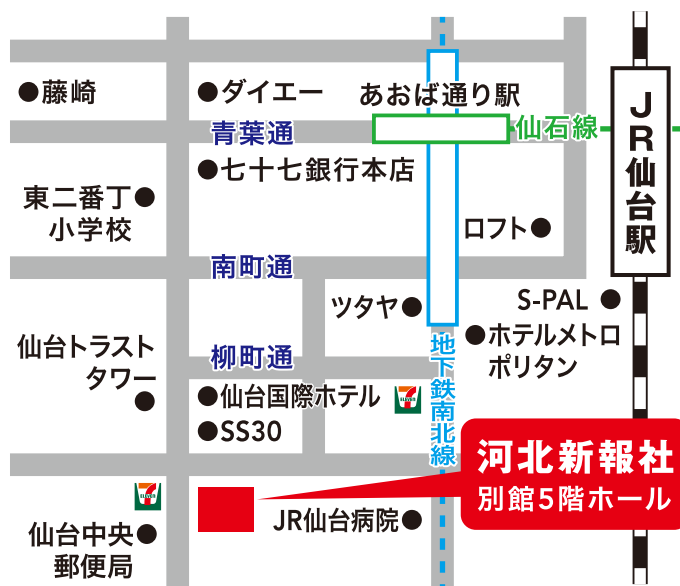 藤崎
ダイエー
あおば通り駅
青葉通
仙石線
JR仙台駅
七十七銀行本店
東二番丁
小学校
ロフト
南町通
S-PAL
ツタヤ
ホテルメトロ
ポリタン
仙台トラスト
タワー
柳町通
地下鉄南北線
仙台国際ホテル
ELEVEN
SS30
河北新報社
別館5階ホール
ELEVEN
JR仙台病院
仙台中央
郵便局